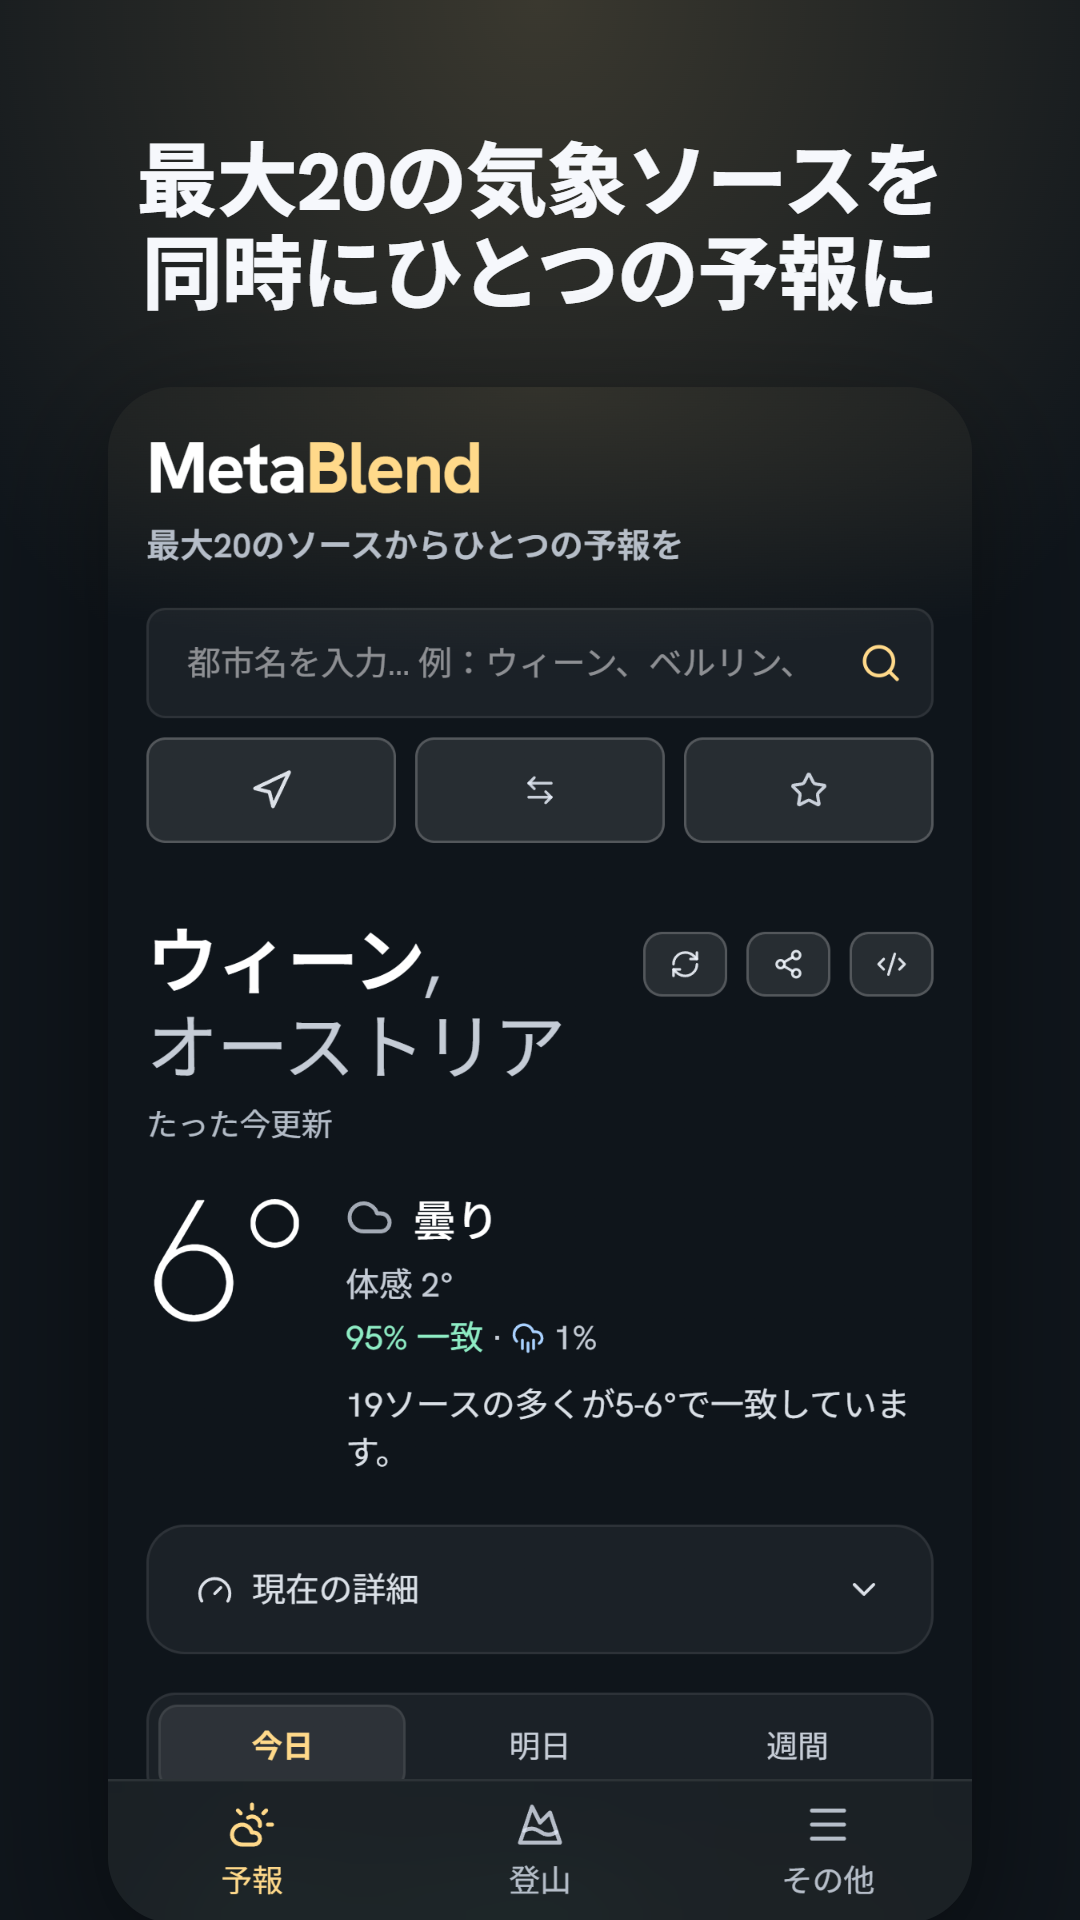 最大20の気象ソースを
同時にひとつの予報に
MetaBlend
最大20のソースからひとつの予報を
都市名を入力... 例：ウィーン、ベルリン、
ウィーン,
オーストリア
たった今更新
6°
曇り
体感 2°
95% 一致 · 1%
19ソースの多くが5-6°で一致していま
す。
現在の詳細
今日 明日 週間
予報 登山 その他